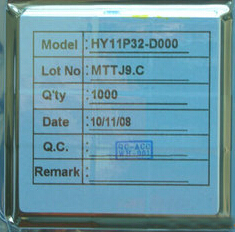 Model : HY11P32-D000
Lot No : MTTJ9.C
Q'ty : 1000
Date : 10/11/08
Q.C. :
Remark :